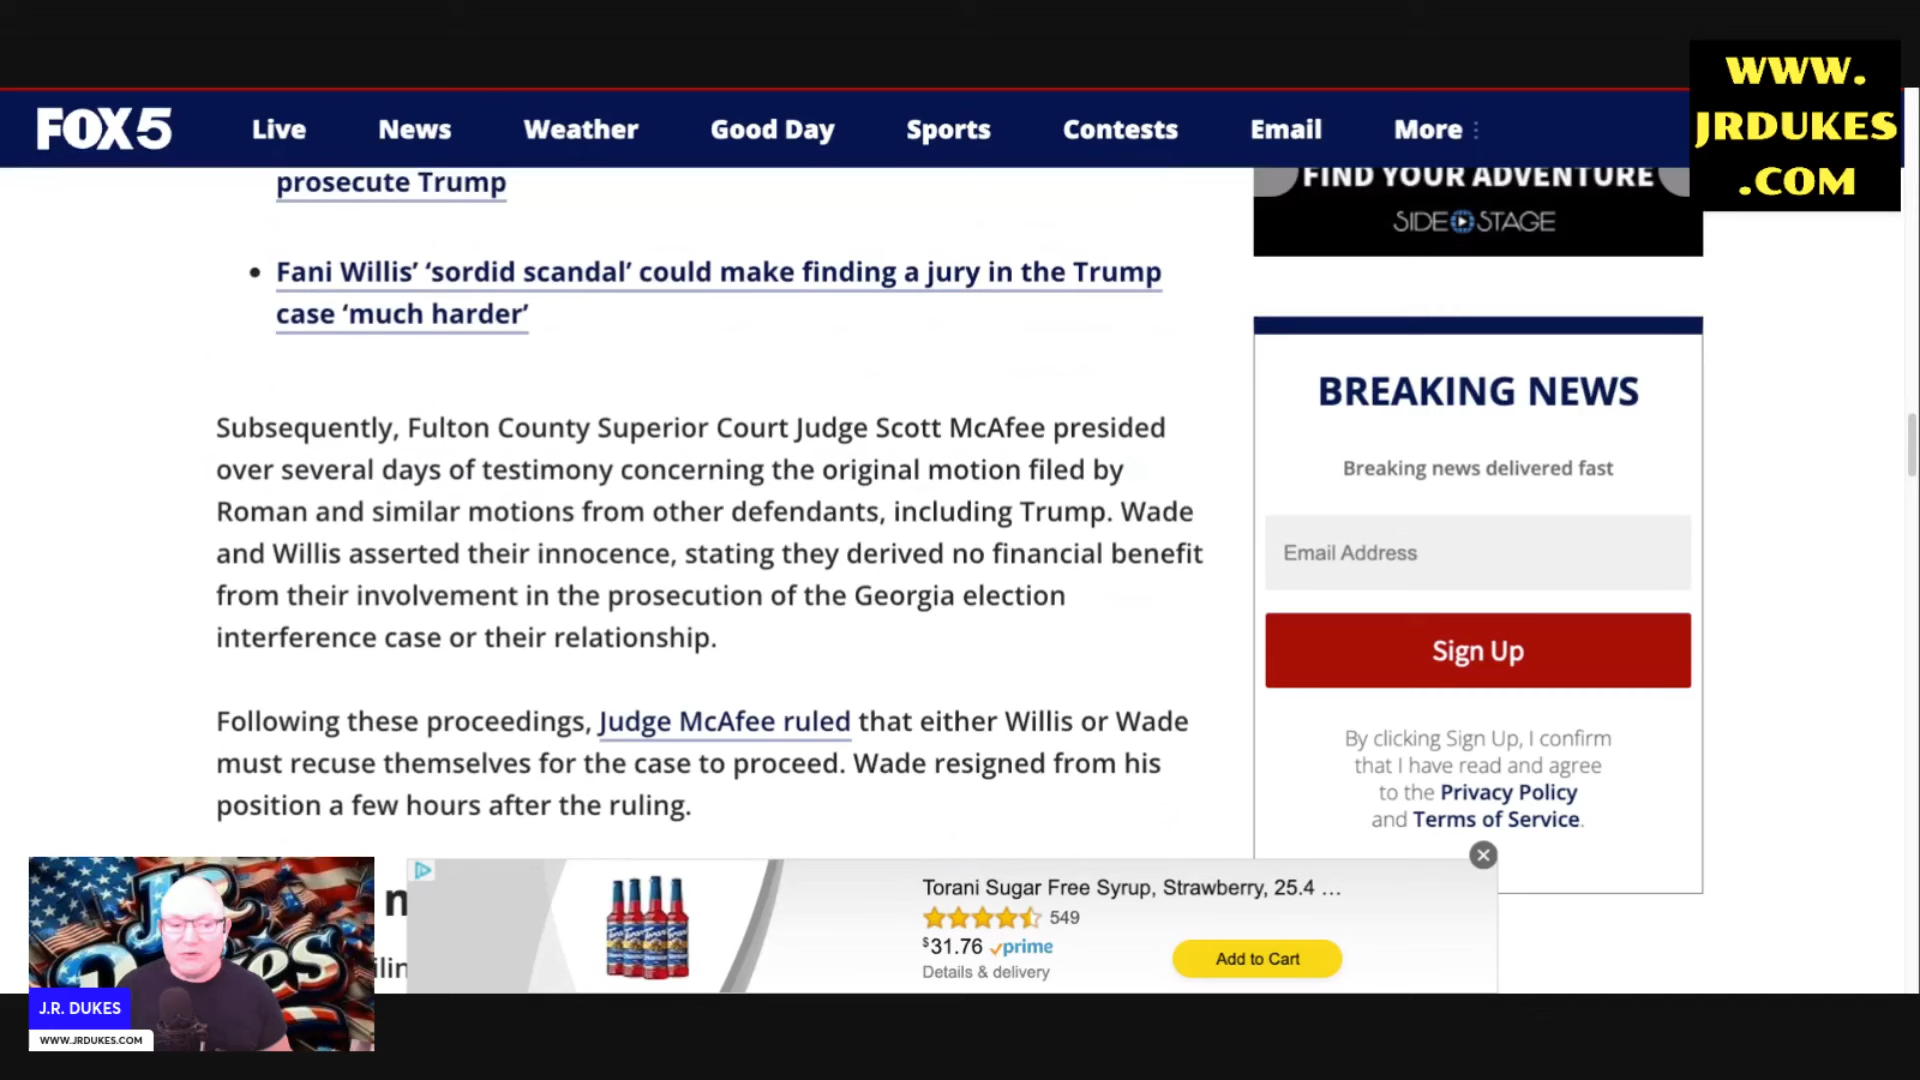 WWW.
JRDUKES
.COM
FOX 5
Live News Weather Good Day Sports Contests Email More
prosecute Trump
Fani Willis’ ‘sordid scandal’ could make finding a jury in the Trump
case ‘much harder’
Subsequently, Fulton County Superior Court Judge Scott McAfee presided
over several days of testimony concerning the original motion filed by
Roman and similar motions from other defendants, including Trump. Wade
and Willis asserted their innocence, stating they derived no financial benefit
from their involvement in the prosecution of the Georgia election
interference case or their relationship.
Following these proceedings, Judge McAfee ruled that either Willis or Wade
must recuse themselves for the case to proceed. Wade resigned from his
position a few hours after the ruling.
FIND YOUR ADVENTURE
SIDE STAGE
BREAKING NEWS
Breaking news delivered fast
Email Address
Sign Up
By clicking Sign Up, I confirm
that I have read and agree
to the Privacy Policy
and Terms of Service.
Torani Sugar Free Syrup, Strawberry, 25.4 ...
549
$31.76 prime
Details & delivery
Add to Cart
J.R. DUKES
WWW.JRDUKES.COM